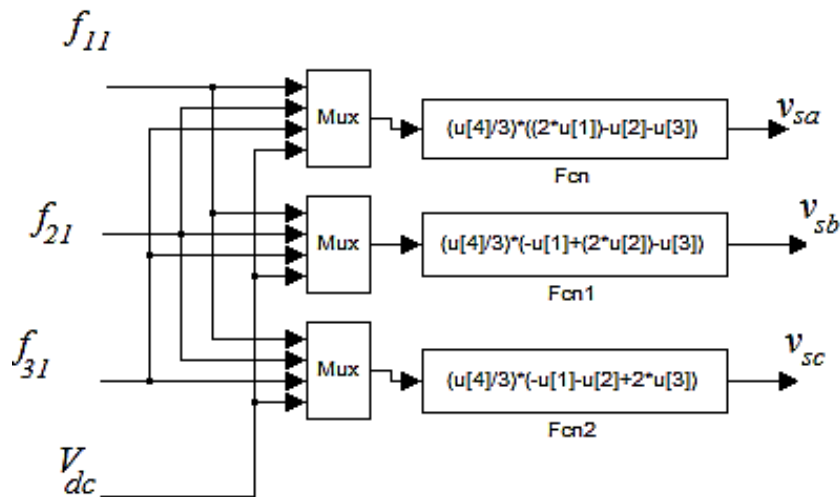 f11
Mux
(u[4]/3)*((2*u[1])-u[2]-u[3])
vsa
Fcn
f21
Mux
(u[4]/3)*(-u[1]+(2*u[2])-u[3])
vsb
Fcn1
f31
Mux
(u[4]/3)*(-u[1]-u[2]+2*u[3])
vsc
Fcn2
Vdc